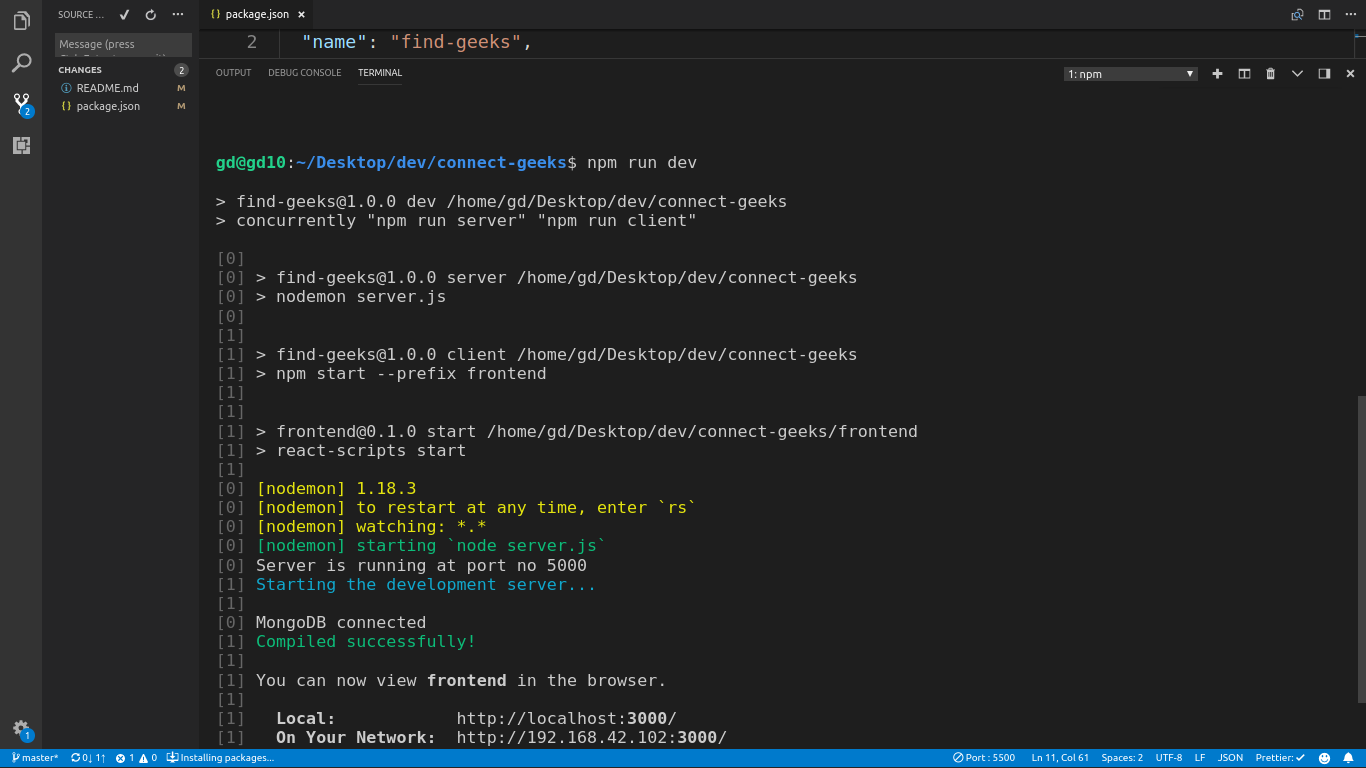 SOURCE ...
{} package.json ×
Message (press
2 "name": "find-geeks",
CHANGES 2
README.md M
{} package.json M
2
OUTPUT DEBUG CONSOLE TERMINAL 1: npm
gd@gd10:~/Desktop/dev/connect-geeks$ npm run dev
> find-geeks@1.0.0 dev /home/gd/Desktop/dev/connect-geeks
> concurrently "npm run server" "npm run client"
[0]
[0] > find-geeks@1.0.0 server /home/gd/Desktop/dev/connect-geeks
[0] > nodemon server.js
[0]
[1]
[1] > find-geeks@1.0.0 client /home/gd/Desktop/dev/connect-geeks
[1] > npm start --prefix frontend
[1]
[1]
[1] > frontend@0.1.0 start /home/gd/Desktop/dev/connect-geeks/frontend
[1] > react-scripts start
[1]
[0] [nodemon] 1.18.3
[0] [nodemon] to restart at any time, enter `rs`
[0] [nodemon] watching: *.*
[0] [nodemon] starting `node server.js`
[0] Server is running at port no 5000
[1] Starting the development server...
[1]
[0] MongoDB connected
[1] Compiled successfully!
[1]
[1] You can now view frontend in the browser.
[1]
[1] Local: http://localhost:3000/
[1] On Your Network: http://192.168.42.102:3000/
1
master* 0↓ 1↑ 1 0 Installing packages... Port : 5500 Ln 11, Col 61 Spaces: 2 UTF-8 LF JSON Prettier: ✓